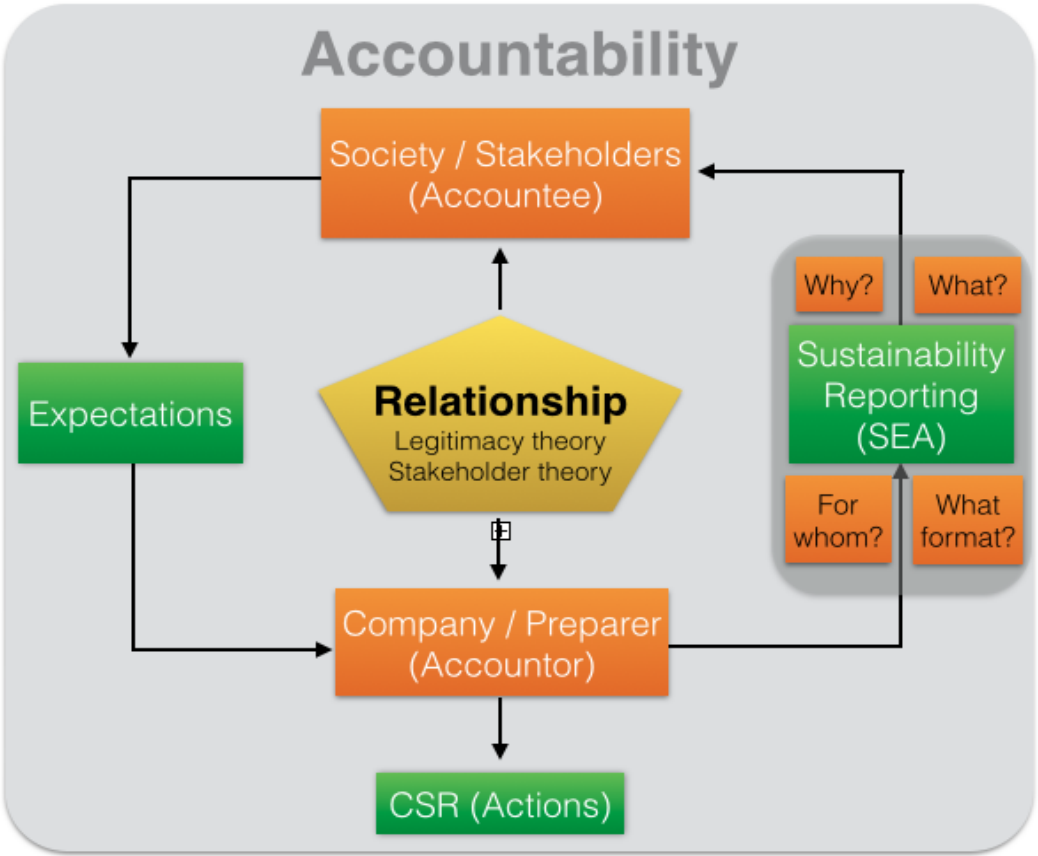 Accountability
Society / Stakeholders
(Accountee)
Why?
What?
Sustainability
Reporting
(SEA)
Expectations
Relationship
Legitimacy theory
Stakeholder theory
For
whom?
What
format?
Company / Preparer
(Accountor)
CSR (Actions)